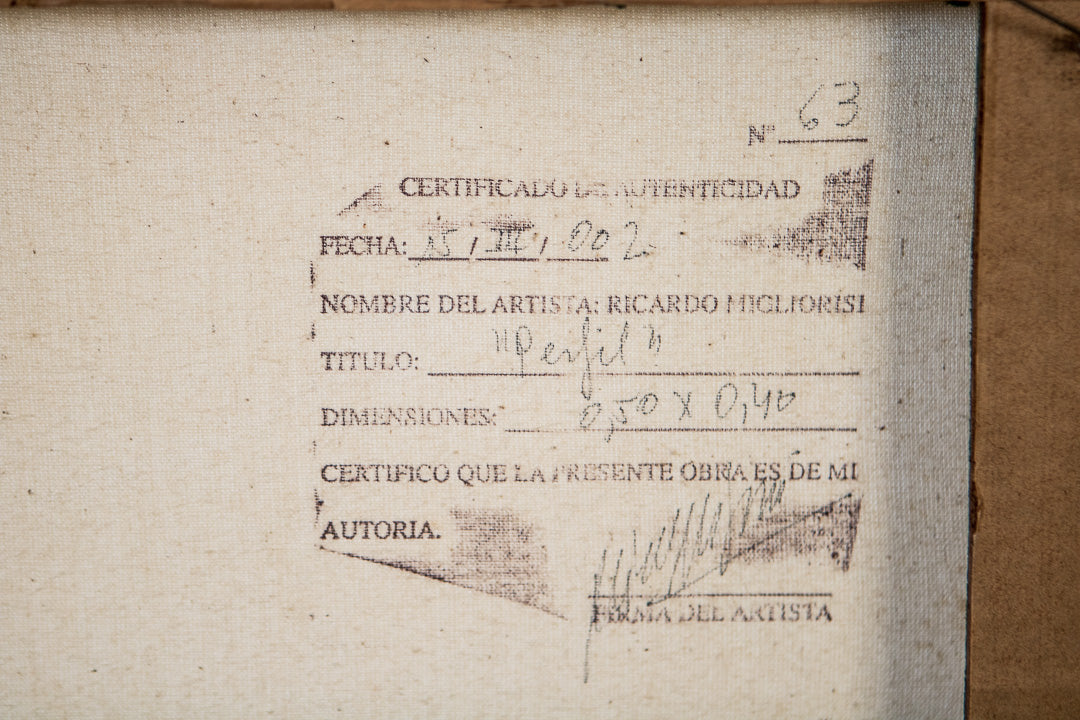 Nº 63
CERTIFICADO DE AUTENTICIDAD
FECHA: 15, III, 002
NOMBRE DEL ARTISTA: RICARDO MIGLIORISI
TITULO: "Perfil"
DIMENSIONES: 0,50 X 0,40
CERTIFICO QUE LA PRESENTE OBRA ES DE MI
AUTORIA.
FIRMA DEL ARTISTA